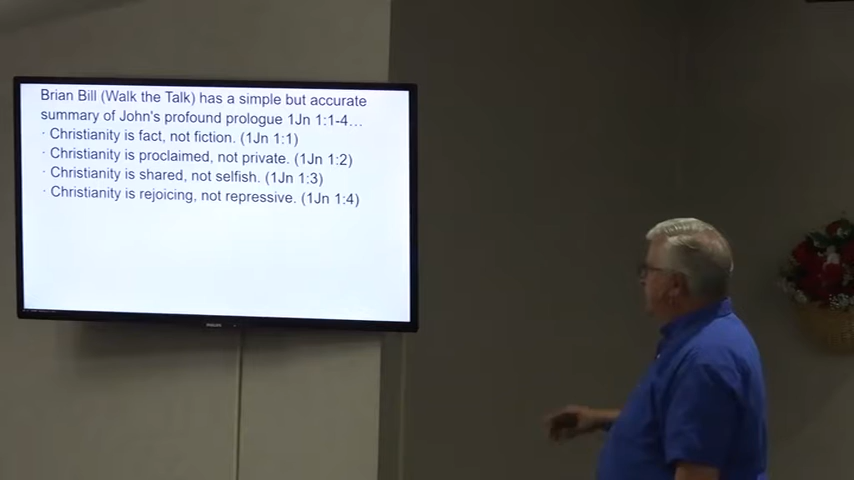 Brian Bill (Walk the Talk) has a simple but accurate
summary of John's profound prologue 1Jn 1:1-4…
· Christianity is fact, not fiction. (1Jn 1:1)
· Christianity is proclaimed, not private. (1Jn 1:2)
· Christianity is shared, not selfish. (1Jn 1:3)
· Christianity is rejoicing, not repressive. (1Jn 1:4)
PHILIPS